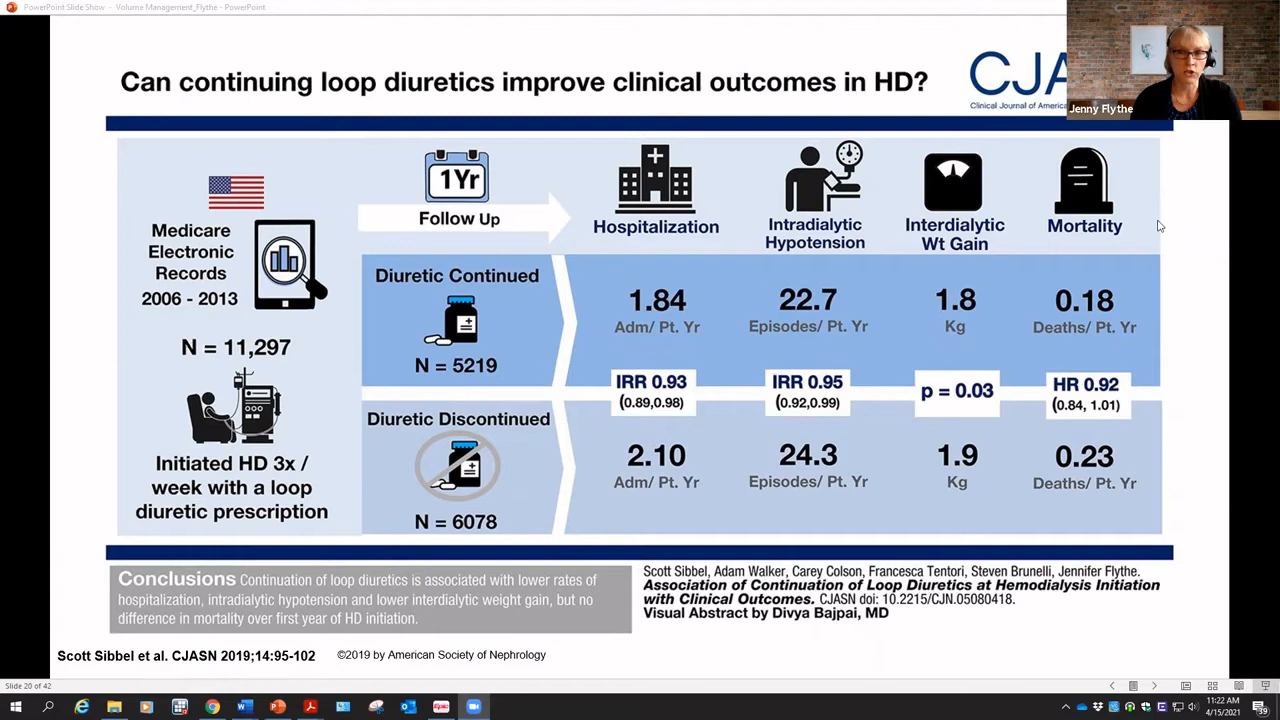 PowerPoint Slide Show - Volume Management_Flythe - PowerPoint
Can continuing loop diuretics improve clinical outcomes in HD?
CJA
Clinical Journal of Americ
Jenny Flythe
Medicare
Electronic
Records
2006 - 2013
N = 11,297
Initiated HD 3x /
week with a loop
diuretic prescription
1Yr
Follow Up
Hospitalization
Intradialytic
Hypotension
Interdialytic
Wt Gain
Mortality
Diuretic Continued
N = 5219
1.84
Adm/ Pt. Yr
22.7
Episodes/ Pt. Yr
1.8
Kg
0.18
Deaths/ Pt. Yr
IRR 0.93
(0.89,0.98)
IRR 0.95
(0.92,0.99)
p = 0.03
HR 0.92
(0.84, 1.01)
Diuretic Discontinued
N = 6078
2.10
Adm/ Pt. Yr
24.3
Episodes/ Pt. Yr
1.9
Kg
0.23
Deaths/ Pt. Yr
Conclusions Continuation of loop diuretics is associated with lower rates of
hospitalization, intradialytic hypotension and lower interdialytic weight gain, but no
difference in mortality over first year of HD initiation.
Scott Sibbel, Adam Walker, Carey Colson, Francesca Tentori, Steven Brunelli, Jennifer Flythe.
Association of Continuation of Loop Diuretics at Hemodialysis Initiation
with Clinical Outcomes. CJASN doi: 10.2215/CJN.05080418.
Visual Abstract by Divya Bajpai, MD
Scott Sibbel et al. CJASN 2019;14:95-102
©2019 by American Society of Nephrology
Slide 20 of 42
11:22 AM
4/15/2021
39